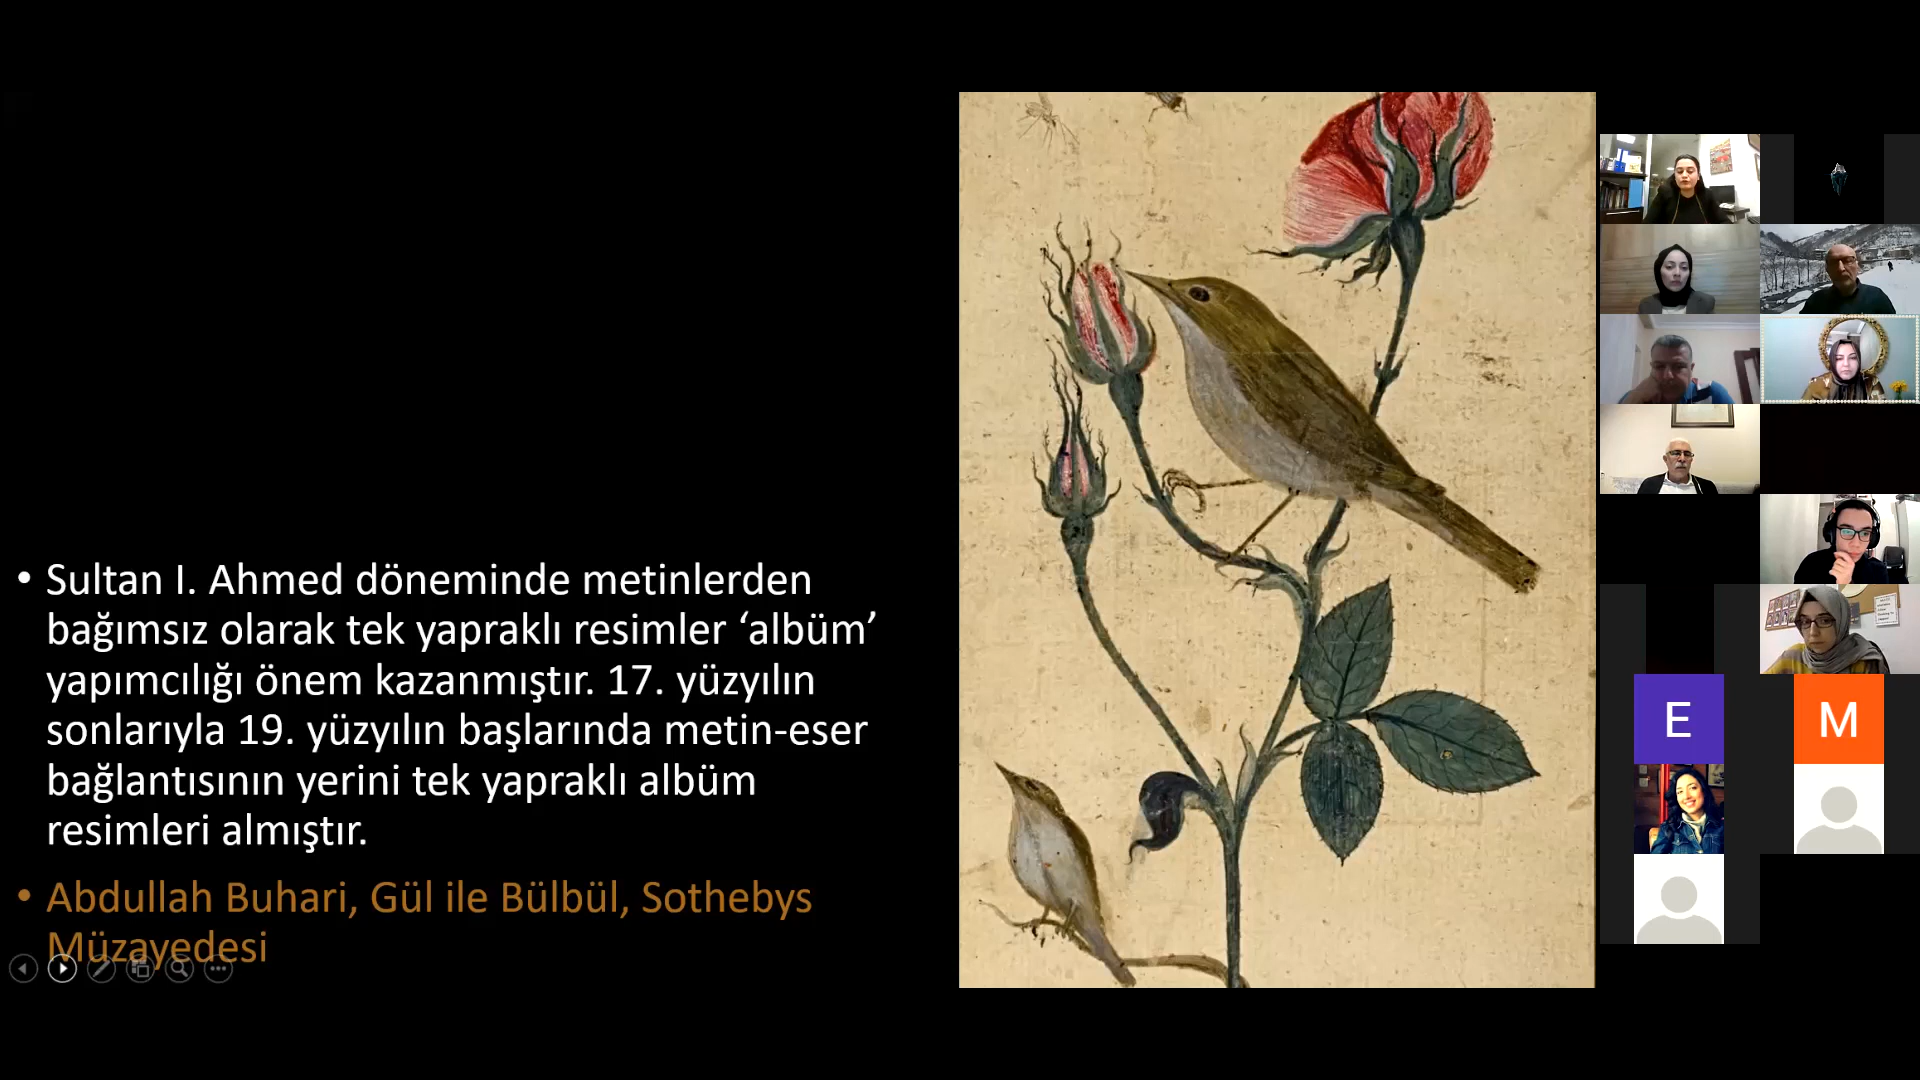 • Sultan I. Ahmed döneminde metinlerden
bağımsız olarak tek yapraklı resimler ‘albüm’
yapımcılığı önem kazanmıştır. 17. yüzyılın
sonlarıyla 19. yüzyılın başlarında metin-eser
bağlantısının yerini tek yapraklı albüm
resimleri almıştır.
• Abdullah Buhari, Gül ile Bülbül, Sothebys
Müzayedesi
E
M